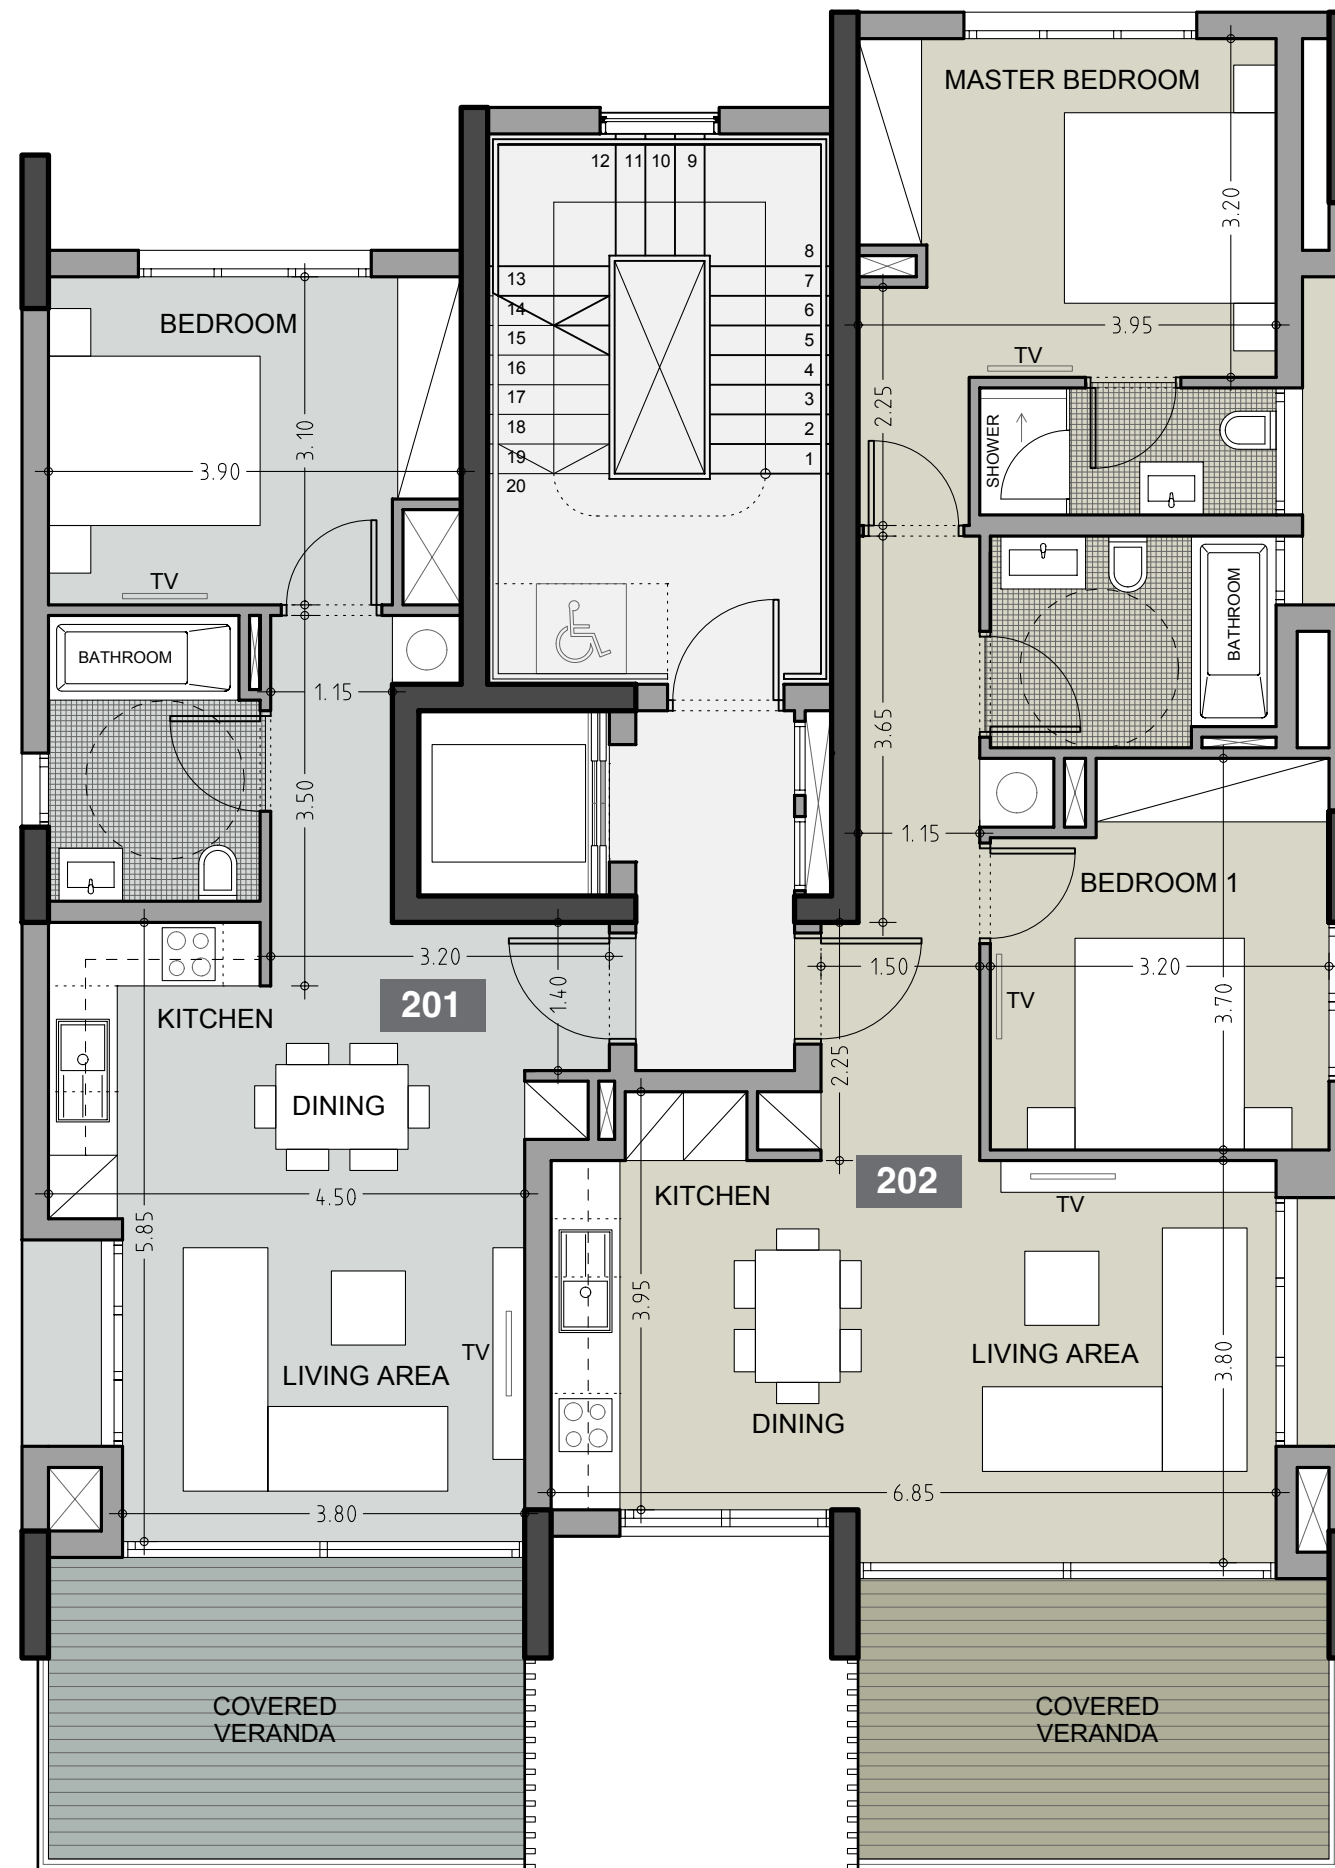 MASTER BEDROOM
3.20
3.95
TV
2.25
SHOWER
12
11
10
9
8
7
6
5
4
3
2
1
13
14
15
16
17
18
19
20
BEDROOM
3.10
3.90
TV
BATHROOM
1.15
3.50
BATHROOM
3.65
1.15
BEDROOM 1
3.20
3.70
TV
1.50
2.25
3.20
1.40
201
KITCHEN
DINING
4.50
5.85
LIVING AREA
TV
3.80
202
KITCHEN
TV
3.95
DINING
LIVING AREA
3.80
6.85
COVERED
VERANDA
COVERED
VERANDA